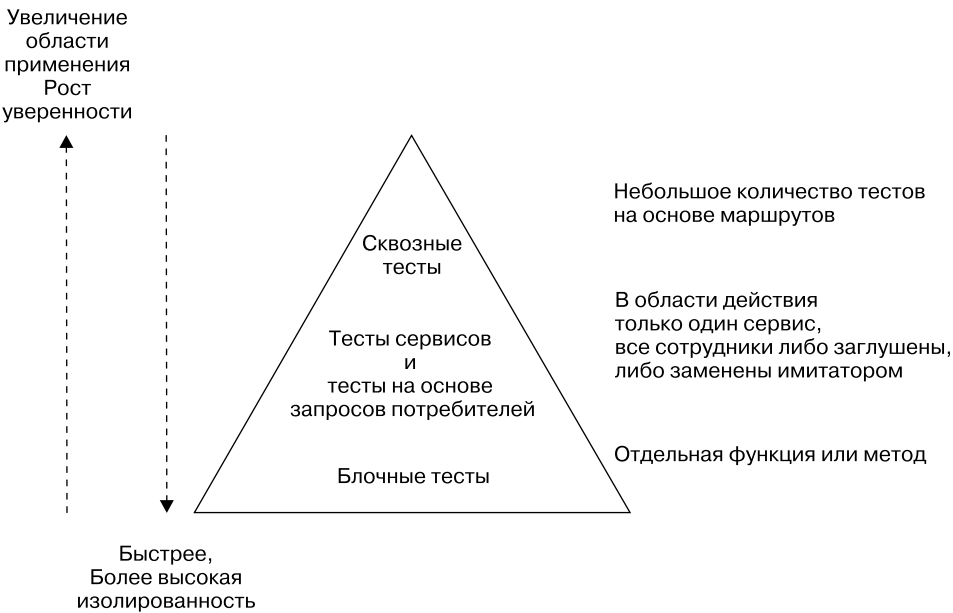 Увеличение
области
применения
Рост
уверенности
Небольшое количество тестов
на основе маршрутов
Сквозные
тесты
В области действия
только один сервис,
все сотрудники либо заглушены,
либо заменены имитатором
Тесты сервисов
и
тесты на основе
запросов потребителей
Отдельная функция или метод
Блочные тесты
Быстрее,
Более высокая
изолированность